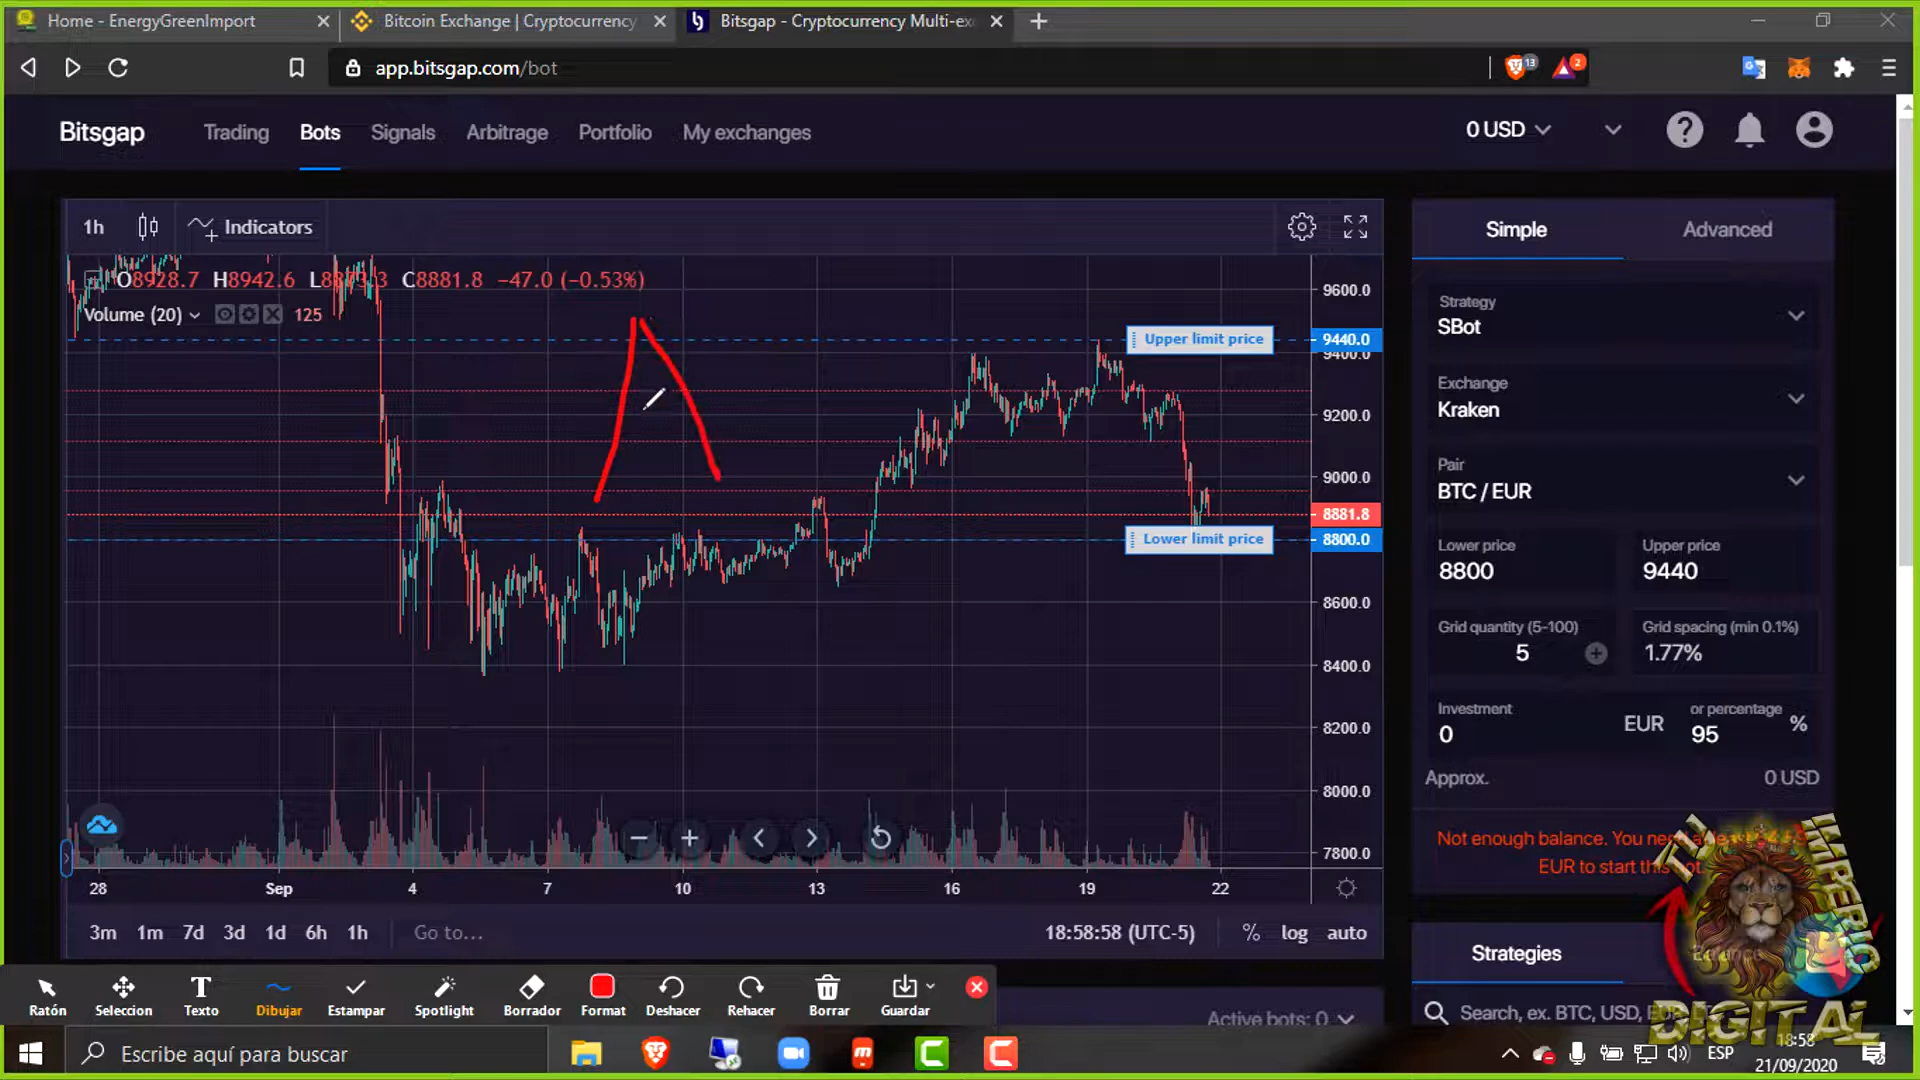 Home - EnergyGreenImport
Bitcoin Exchange | Cryptocurrency
Bitsgap - Cryptocurrency Multi-ex
app.bitsgap.com/bot
13
2
Bitsgap
Trading
Bots
Signals
Arbitrage
Portfolio
My exchanges
0 USD
1h
Indicators
O8928.7 H8942.6 C8881.8 −47.0 (−0.53%)
Volume (20)
125
Upper limit price
Lower limit price
9600.0
9440.0
9400.0
9200.0
9000.0
8881.8
8800.0
8600.0
8400.0
8200.0
8000.0
7800.0
28
Sep
4
7
10
13
16
19
22
3m
1m
7d
3d
1d
6h
1h
Go to...
18:58:58 (UTC-5)
%
log
auto
Simple
Advanced
Strategy
SBot
Exchange
Kraken
Pair
BTC / EUR
Lower price
8800
Upper price
9440
Grid quantity (5-100)
5
Grid spacing (min 0.1%)
1.77%
Investment
0
EUR
or percentage
95
%
Approx.
0 USD
Not enough balance. You
EUR to start this bot.
Strategies
Search, ex. BTC, USD,
Active bots: 0
IMPERIO
DIGITAL
Ratón
Seleccion
Texto
Dibujar
Estampar
Spotlight
Borrador
Format
Deshacer
Rehacer
Borrar
Guardar
Escribe aquí para buscar
ESP
18:58
21/09/2020